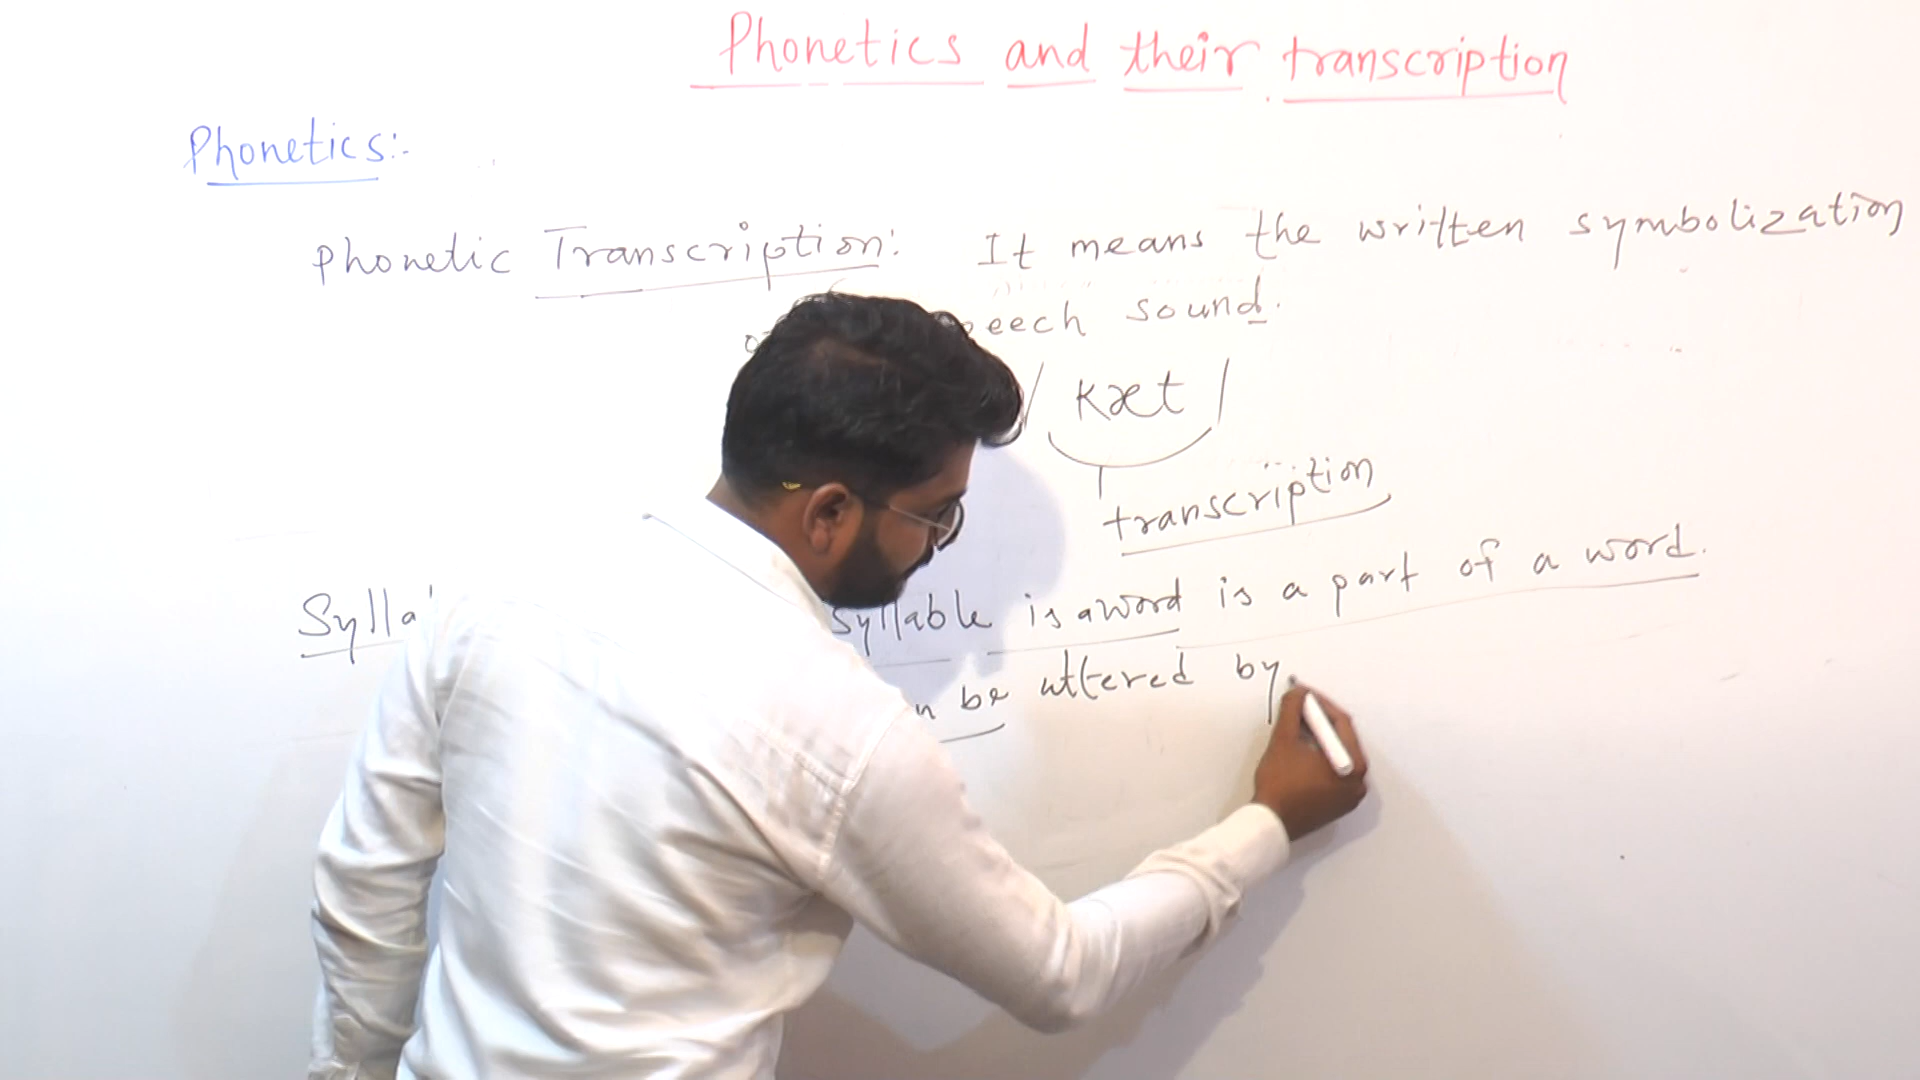 Phonetics and their transcription
Phonetics:-
Phonetic Transcription: It means the written symbolization
peech sound.
/ kæt /
transcription
Sylla syllable is a word is a part of a word.
n be uttered by